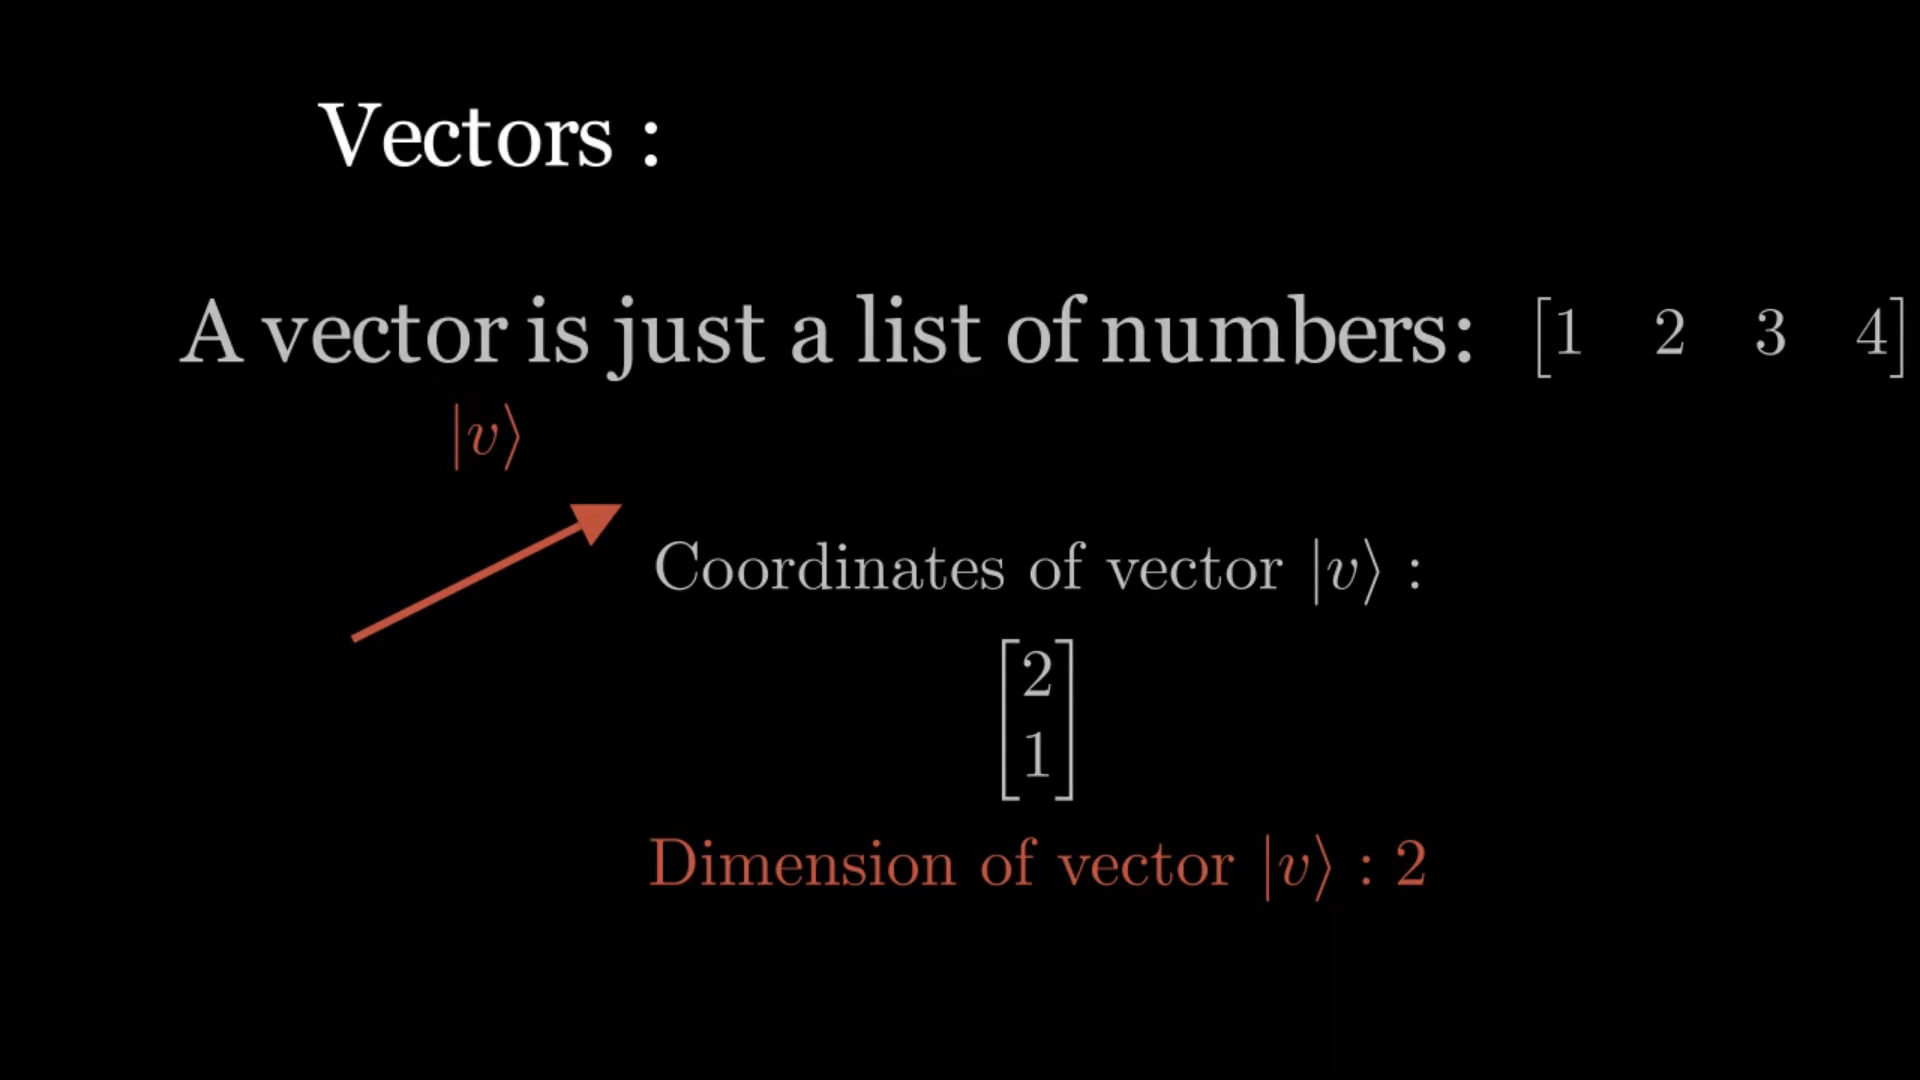 Vectors :
A vector is just a list of numbers: [1 2 3 4]
|v⟩
Coordinates of vector |v⟩ :
[2
1]
Dimension of vector |v⟩ : 2